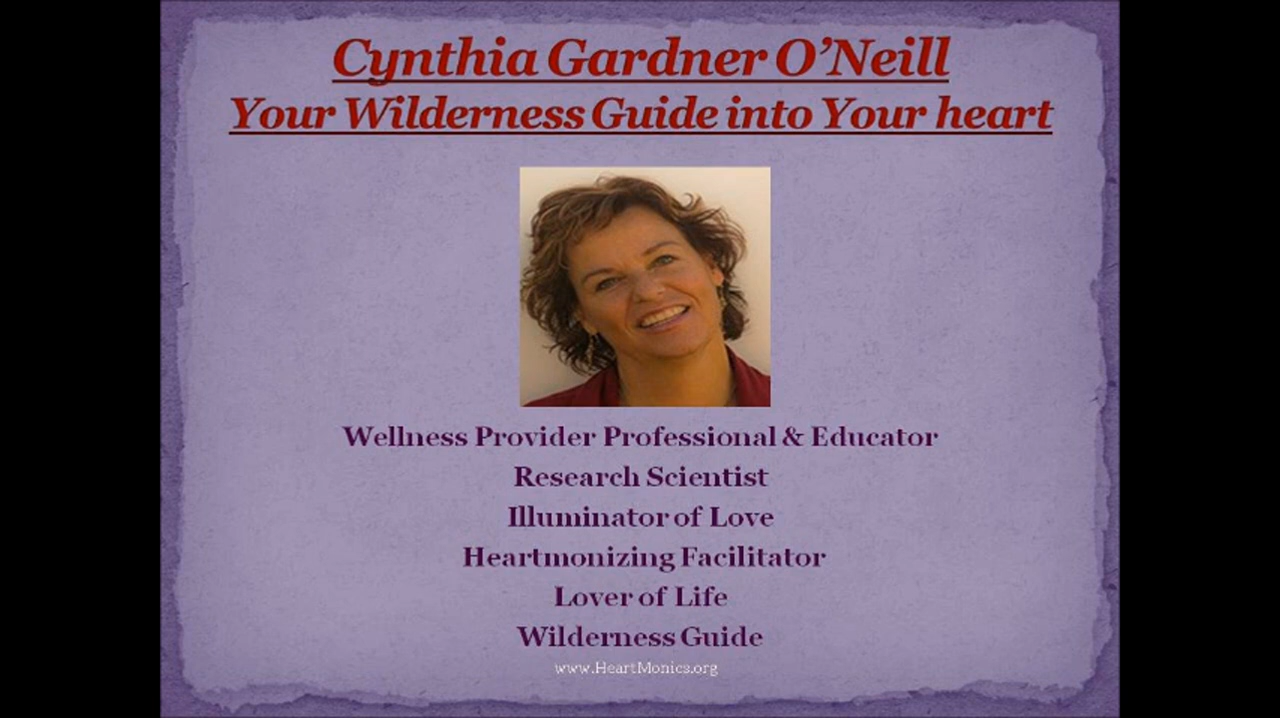 Cynthia Gardner O’Neill
Your Wilderness Guide into Your heart
Wellness Provider Professional & Educator
Research Scientist
Illuminator of Love
Heartmonizing Facilitator
Lover of Life
Wilderness Guide
www.HeartMonics.org